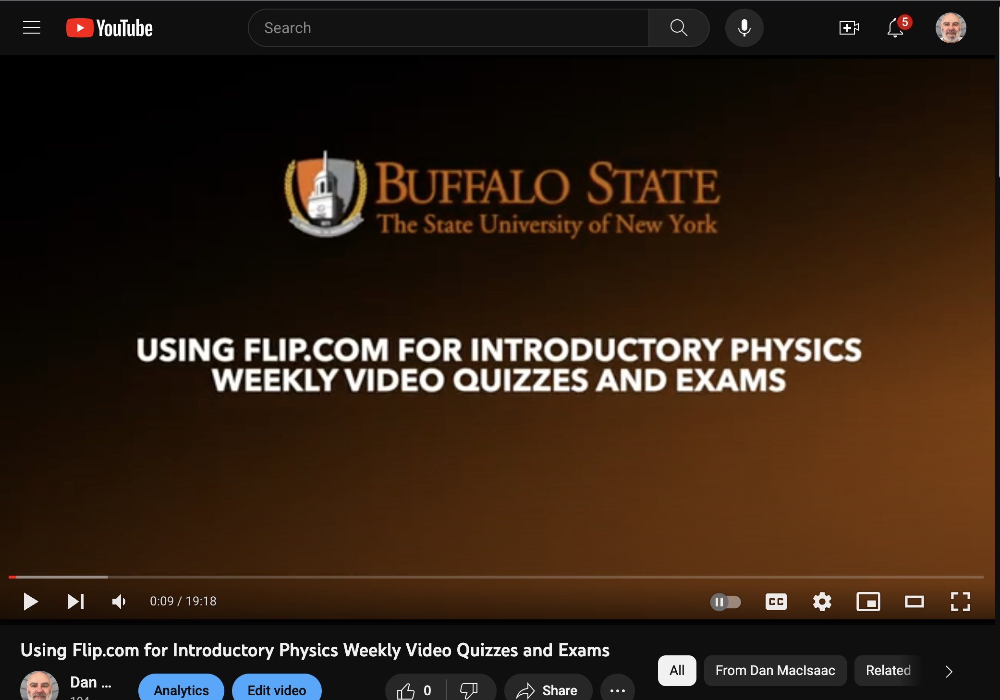 YouTube
Search
5
BUFFALO STATE
The State University of New York
USING FLIP.COM FOR INTRODUCTORY PHYSICS
WEEKLY VIDEO QUIZZES AND EXAMS
0:09 / 19:18
CC
Using Flip.com for Introductory Physics Weekly Video Quizzes and Exams
All
From Dan MacIsaac
Related
Dan ...
Analytics
Edit video
0
Share